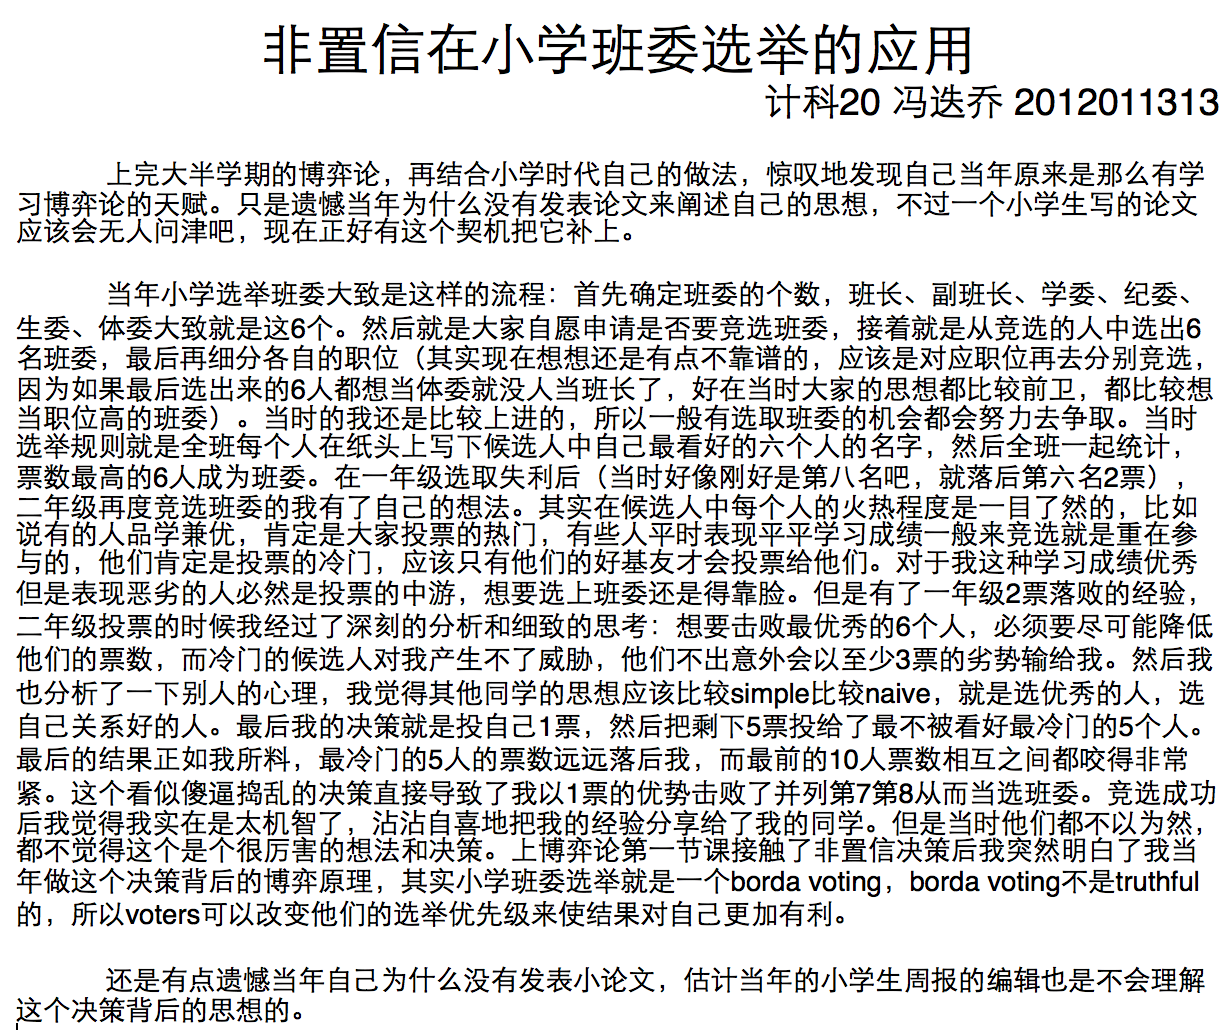 非置信在小学班委选举的应用
计科20 冯迭乔 2012011313
上完大半学期的博弈论，再结合小学时代自己的做法，惊叹地发现自己当年原来是那么有学
习博弈论的天赋。只是遗憾当年为什么没有发表论文来阐述自己的思想，不过一个小学生写的论文
应该会无人问津吧，现在正好有这个契机把它补上。
当年小学选举班委大致是这样的流程：首先确定班委的个数，班长、副班长、学委、纪委、
生委、体委大致就是这6个。然后就是大家自愿申请是否要竞选班委，接着就是从竞选的人中选出6
名班委，最后再细分各自的职位（其实现在想想还是有点不靠谱的，应该是对应职位再去分别竞选，
因为如果最后选出来的6人都想当体委就没人当班长了，好在当时大家的思想都比较前卫，都比较想
当职位高的班委）。当时的我还是比较上进的，所以一般有选取班委的机会都会努力去争取。当时
选举规则就是全班每个人在纸头上写下候选人中自己最看好的六个人的名字，然后全班一起统计，
票数最高的6人成为班委。在一年级选取失利后（当时好像刚好是第八名吧，就落后第六名2票），
二年级再度竞选班委的我有了自己的想法。其实在候选人中每个人的火热程度是一目了然的，比如
说有的人品学兼优，肯定是大家投票的热门，有些人平时表现平平学习成绩一般来竞选就是重在参
与的，他们肯定是投票的冷门，应该只有他们的好基友才会投票给他们。对于我这种学习成绩优秀
但是表现恶劣的人必然是投票的中游，想要选上班委还是得靠脸。但是有了一年级2票落败的经验，
二年级投票的时候我经过了深刻的分析和细致的思考：想要击败最优秀的6个人，必须要尽可能降低
他们的票数，而冷门的候选人对我产生不了威胁，他们不出意外会以至少3票的劣势输给我。然后我
也分析了一下别人的心理，我觉得其他同学的思想应该比较simple比较naive，就是选优秀的人，选
自己关系好的人。最后我的决策就是投自己1票，然后把剩下5票投给了最不被看好最冷门的5个人。
最后的结果正如我所料，最冷门的5人的票数远远落后我，而最前的10人票数相互之间都咬得非常
紧。这个看似傻逼捣乱的决策直接导致了我以1票的优势击败了并列第7第8从而当选班委。竞选成功
后我觉得我实在是太机智了，沾沾自喜地把我的经验分享给了我的同学。但是当时他们都不以为然，
都不觉得这个是个很厉害的想法和决策。上博弈论第一节课接触了非置信决策后我突然明白了我当
年做这个决策背后的博弈原理，其实小学班委选举就是一个borda voting，borda voting不是truthful
的，所以voters可以改变他们的选举优先级来使结果对自己更加有利。
还是有点遗憾当年自己为什么没有发表小论文，估计当年的小学生周报的编辑也是不会理解
这个决策背后的思想的。